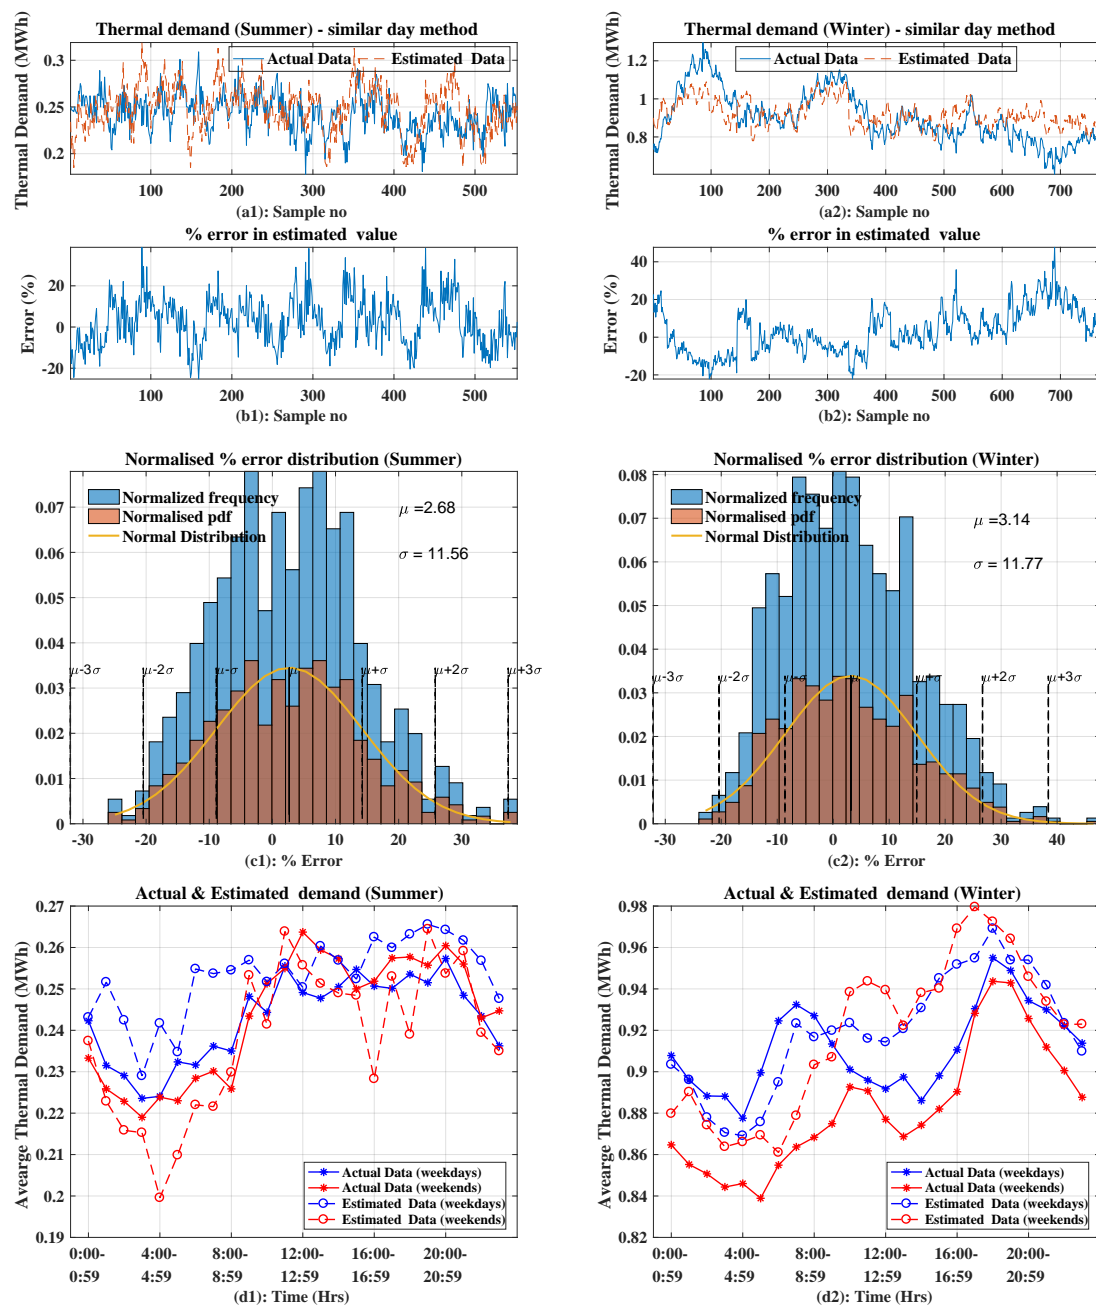 Thermal demand (Summer) - similar day method
Thermal Demand (MWh)
Actual Data
Estimated  Data
0.3
0.25
0.2
100
200
300
400
500
(a1): Sample no
Thermal demand (Winter) - similar day method
Thermal Demand (MWh)
Actual Data
Estimated  Data
1.2
1
0.8
100
200
300
400
500
600
700
(a2): Sample no
% error in estimated  value
Error (%)
20
0
-20
100
200
300
400
500
(b1): Sample no
% error in estimated  value
Error (%)
40
20
0
-20
100
200
300
400
500
600
700
(b2): Sample no
Normalised % error distribution (Summer)
Normalized frequency
Normalised pdf
Normal Distribution
μ =2.68
σ = 11.56
0.07
0.06
0.05
0.04
0.03
0.02
0.01
0
μ-3σ
μ-2σ
μ-σ
μ
μ+σ
μ+2σ
μ+3σ
-30
-20
-10
0
10
20
30
(c1): % Error
Normalised % error distribution (Winter)
Normalized frequency
Normalised pdf
Normal Distribution
μ =3.14
σ = 11.77
0.08
0.07
0.06
0.05
0.04
0.03
0.02
0.01
0
μ-3σ
μ-2σ
μ-σ
μ
μ+σ
μ+2σ
μ+3σ
-20
0
20
40
(c2): % Error
Actual & Estimated  demand (Summer)
Avearge Thermal Demand (MWh)
0.27
0.26
0.25
0.24
0.23
0.22
0.21
0.2
0.19
Actual Data (weekdays)
Actual Data (weekends)
Estimated  Data (weekdays)
Estimated  Data (weekends)
0:00-
4:00-
8:00-
12:00-
16:00-
20:00-
0:59
4:59
8:59
12:59
16:59
20:59
(d1): Time (Hrs)
Actual & Estimated  demand (Winter)
Avearge Thermal Demand (MWh)
0.98
0.96
0.94
0.92
0.9
0.88
0.86
0.84
0.82
Actual Data (weekdays)
Actual Data (weekends)
Estimated  Data (weekdays)
Estimated  Data (weekends)
0:00-
4:00-
8:00-
12:00-
16:00-
20:00-
0:59
4:59
8:59
12:59
16:59
20:59
(d2): Time (Hrs)